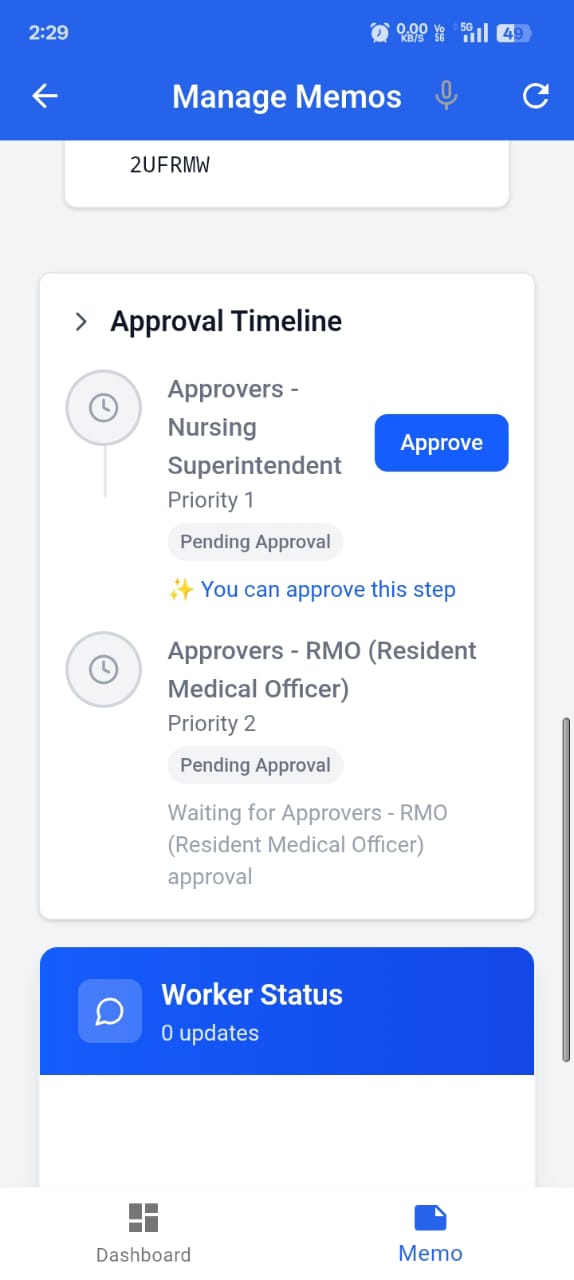 2:29
0.00 KB/S
Vo 5G
5G
49
Manage Memos
2UFRMW
Approval Timeline
Approvers -
Nursing
Superintendent
Approve
Priority 1
Pending Approval
✨ You can approve this step
Approvers - RMO (Resident
Medical Officer)
Priority 2
Pending Approval
Waiting for Approvers - RMO
(Resident Medical Officer)
approval
Worker Status
0 updates
Dashboard
Memo